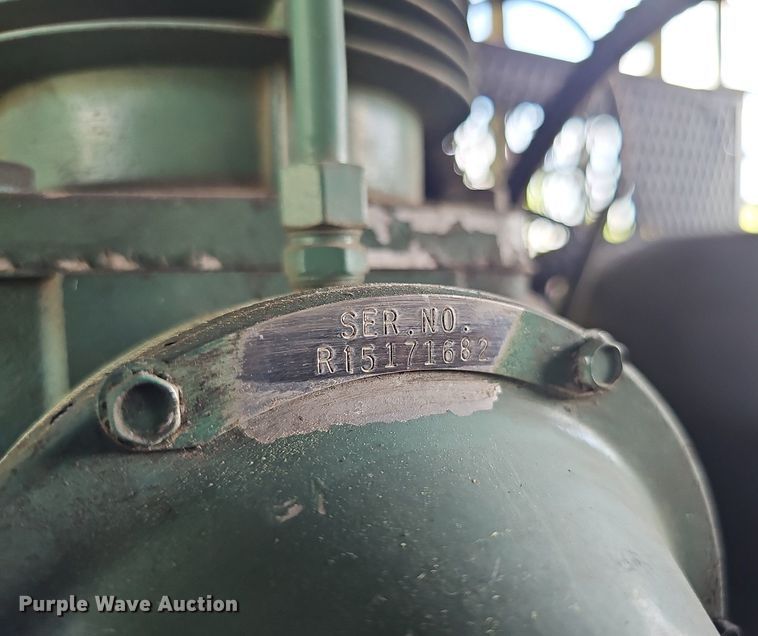 SER.NO.
R15171682
Purple Wave Auction